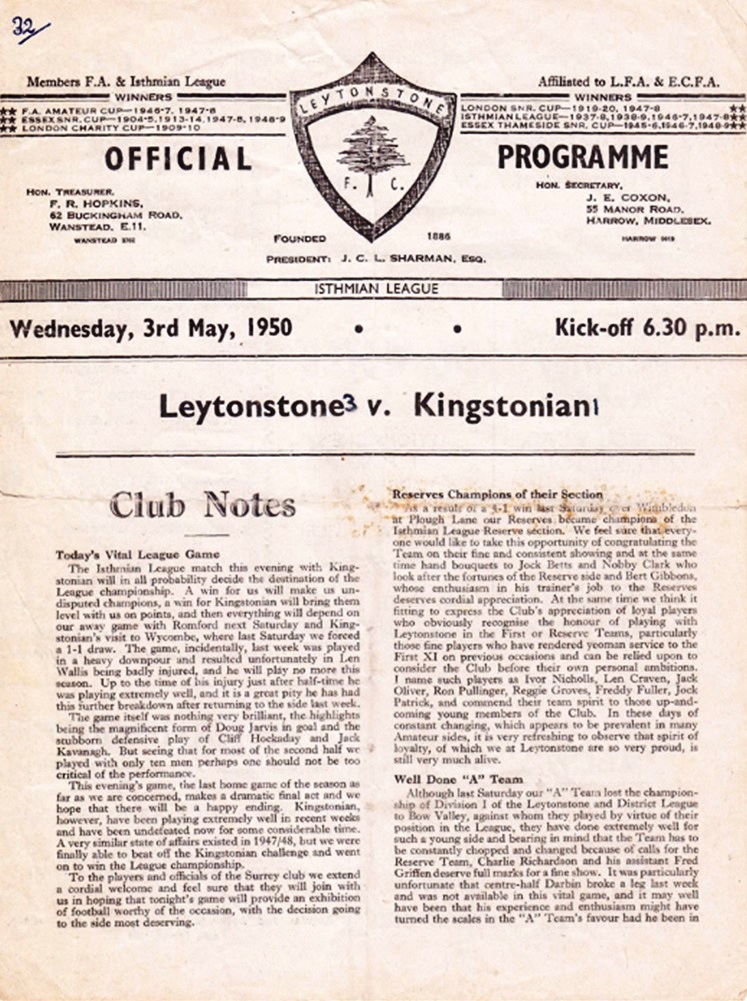 32
Members F.A. & Isthmian League
WINNERS
★★ F.A. AMATEUR CUP—1946-7, 1947-8
★★ ESSEX SNR. CUP—1904-5, 1913-14, 1947-8, 1948-9
★★ LONDON CHARITY CUP—1909-10
OFFICIAL
HON. TREASURER,
F. R. HOPKINS,
62 BUCKINGHAM ROAD,
WANSTEAD, E.11.
WANSTEAD
LEYTONSTONE
F. C.
FOUNDED 1886
PRESIDENT: J. C. L. SHARMAN, ESQ.
Affiliated to L.F.A. & E.C.F.A.
WINNERS
LONDON SNR. CUP—1919-20, 1947-8 ★★
ISTHMIAN LEAGUE—1937-8, 1938-9, 1946-7, 1947-8 ★★
ESSEX THAMESIDE SNR. CUP—1945-6, 1946-7, 1948-9 ★★
PROGRAMME
HON. SECRETARY,
J. E. COXON,
55 MANOR ROAD,
HARROW, MIDDLESEX.
HARROW
ISTHMIAN LEAGUE
Wednesday, 3rd May, 1950 • • Kick-off 6.30 p.m.
Leytonstone 3 v. Kingstonian 1
Club Notes
Today's Vital League Game
The Isthmian League match this evening with King-
stonian will in all probability decide the destination of the
League championship. A win for us will make us un-
disputed champions, a win for Kingstonian will bring them
level with us on points, and then everything will depend on
our away game with Romford next Saturday and King-
stonian's visit to Wycombe, where last Saturday we forced
a 1-1 draw. The game, incidentally, last week was played
in a heavy downpour and resulted unfortunately in Len
Wallis being badly injured, and he will play no more this
season. Up to the time of his injury just after half-time he
was playing extremely well, and it is a great pity he has had
this further breakdown after returning to the side last week.
The game itself was nothing very brilliant, the highlights
being the magnificent form of Doug Jarvis in goal and the
stubborn defensive play of Cliff Hockaday and Jack
Kavanagh. But seeing that for most of the second half we
played with only ten men perhaps one should not be too
critical of the performance.
This evening's game, the last home game of the season as
far as we are concerned, makes a dramatic final act and we
hope that there will be a happy ending. Kingstonian,
however, have been playing extremely well in recent weeks
and have been undefeated now for some considerable time.
A very similar state of affairs existed in 1947/48, but we were
finally able to beat off the Kingstonian challenge and went
on to win the League championship.
To the players and officials of the Surrey club we extend
a cordial welcome and feel sure that they will join with
us in hoping that tonight's game will provide an exhibition
of football worthy of the occasion, with the decision going
to the side most deserving.
Reserves Champions of their Section
As a result of a 3-1 win last Saturday over Wimbledon
at Plough Lane our Reserves became champions of the
Isthmian League Reserve section. We feel sure that every-
one would like to take this opportunity of congratulating the
Team on their fine and consistent showing and at the same
time hand bouquets to Jock Betts and Nobby Clark who
look after the fortunes of the Reserve side and Bert Gibbons,
whose enthusiasm in his trainer's job to the Reserves
deserves cordial appreciation. At the same time we think it
fitting to express the Club's appreciation of loyal players
who obviously recognise the honour of playing with
Leytonstone in the First or Reserve Teams, particularly
those fine players who have rendered yeoman service to the
First XI on previous occasions and can be relied upon to
consider the Club before their own personal ambitions.
I name such players as Ivor Nicholls, Len Craven, Jack
Oliver, Ron Pullinger, Reggie Groves, Freddy Fuller, Jock
Patrick, and commend their team spirit to those up-and-
coming young members of the Club. In these days of
constant changing, which appears to be prevalent in many
Amateur sides, it is very refreshing to observe that spirit of
loyalty, of which we at Leytonstone are so very proud, is
still very much alive.
Well Done "A" Team
Although last Saturday our "A" Team lost the champion-
ship of Division I of the Leytonstone and District League
to Bow Valley, against whom they played by virtue of their
position in the League, they have done extremely well for
such a young side and bearing in mind that the Team has to
be constantly chopped and changed because of calls for the
Reserve Team, Charlie Richardson and his assistant Fred
Griffen deserve full marks for a fine show. It was particularly
unfortunate that centre-half Darbin broke a leg last week
and was not available in this vital game, and it may well
have been that his experience and enthusiasm might have
turned the scales in the "A" Team's favour had he been in